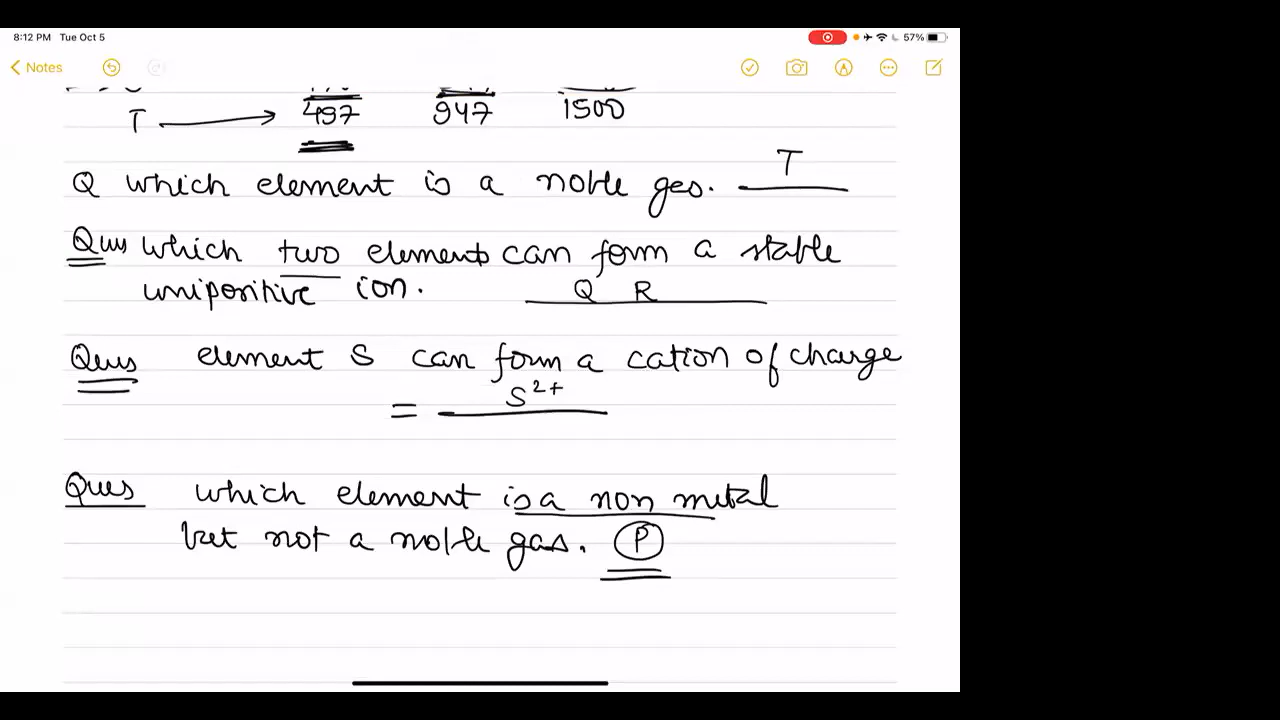 8:12 PM Tue Oct 5
57%
Notes
T → 497 947 1500
Q which element is a noble ges. T
Qus which two element can form a stable
unipositive ion. Q R
Ques element S can form a cation of charge
= S²⁺
Ques which element is a non metal
but not a noble gas. P